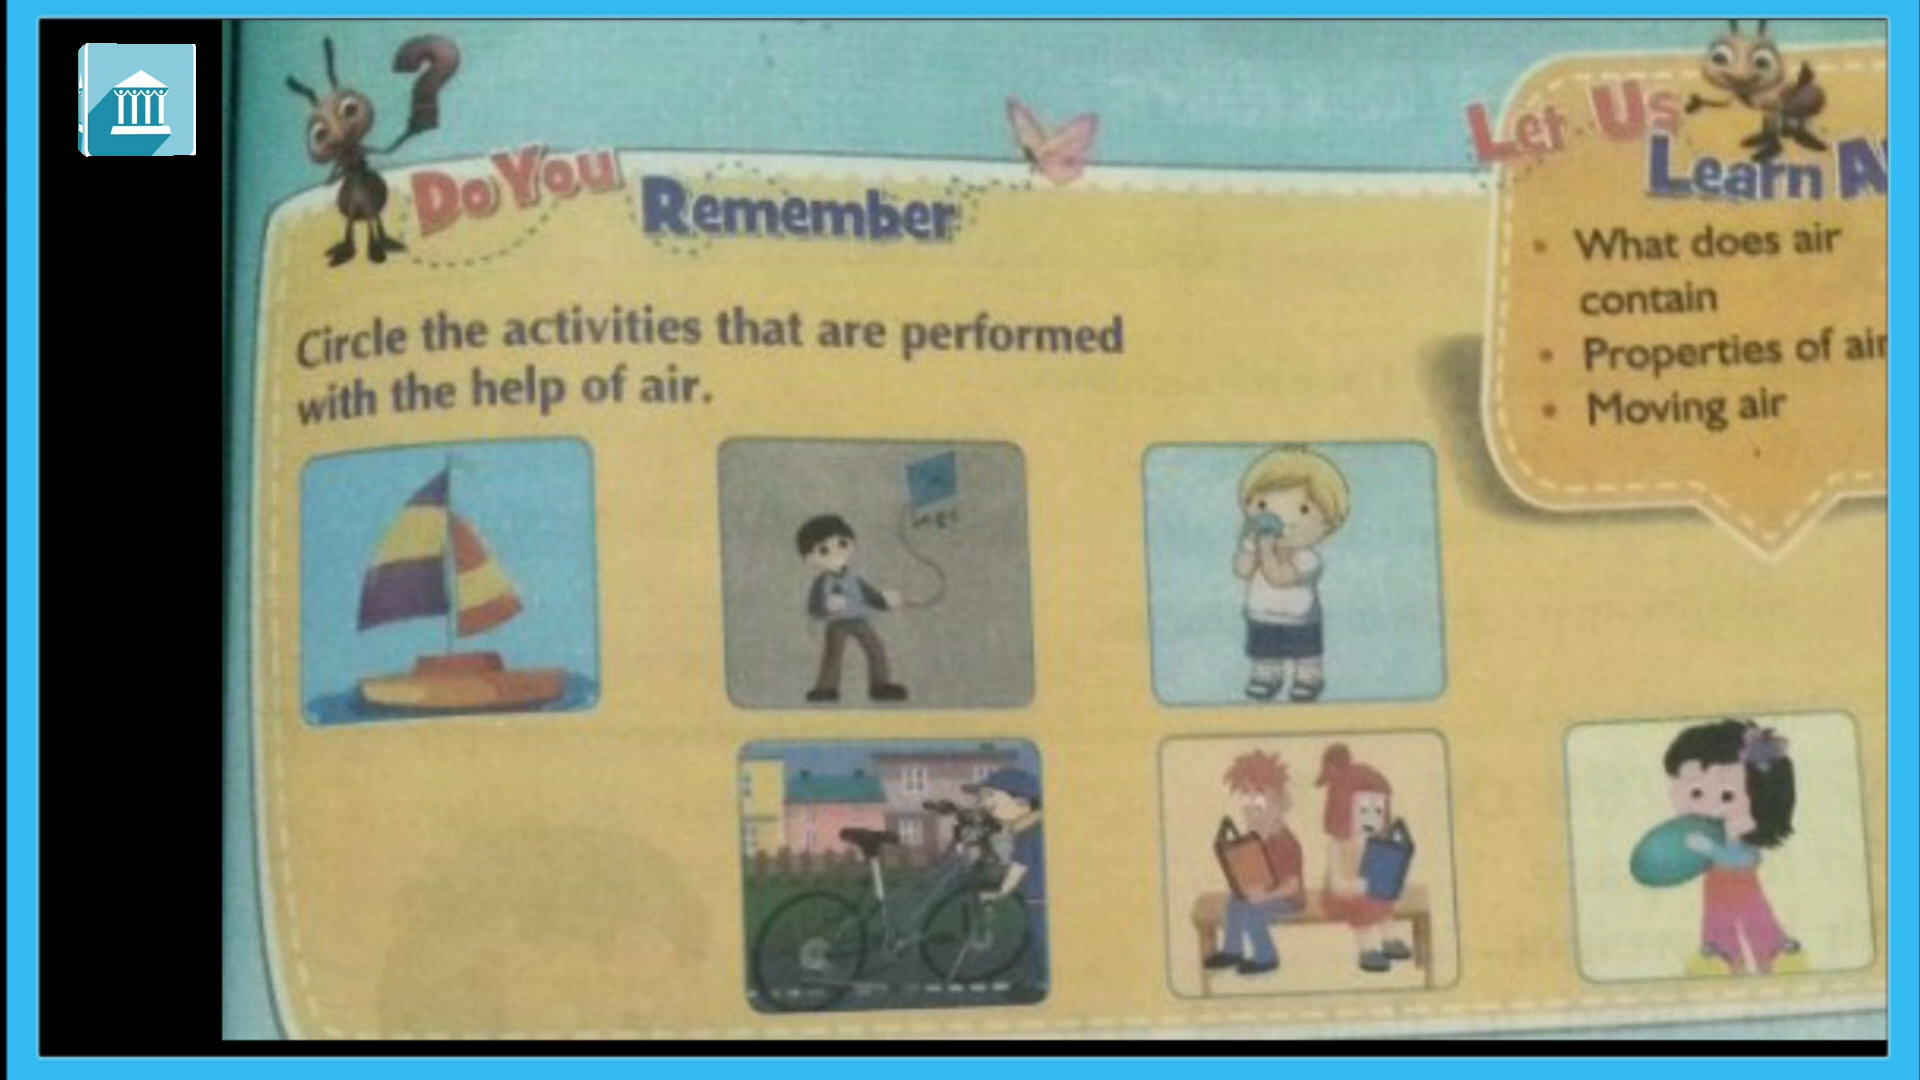 Do You
Remember
Circle the activities that are performed
with the help of air.
Let Us
Learn
• What does air
contain
• Properties of air
• Moving air